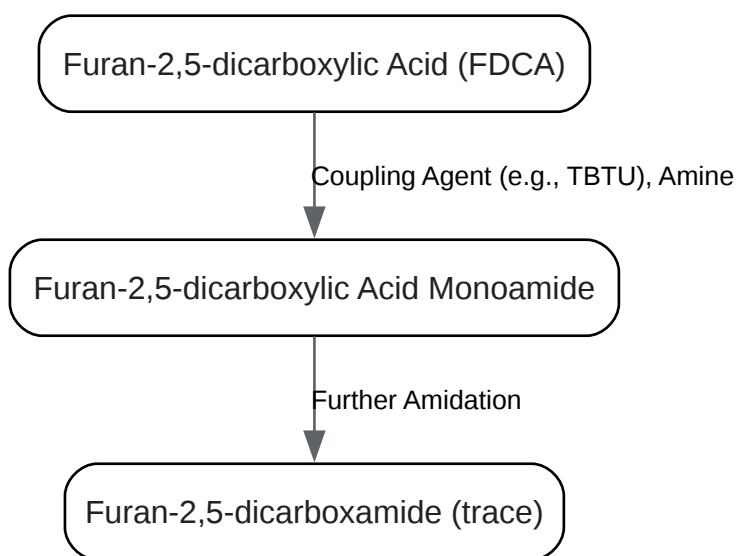 Furan-2,5-dicarboxylic Acid (FDCA)
Coupling Agent (e.g., TBTU), Amine
Furan-2,5-dicarboxylic Acid Monoamide
Further Amidation
Furan-2,5-dicarboxamide (trace)